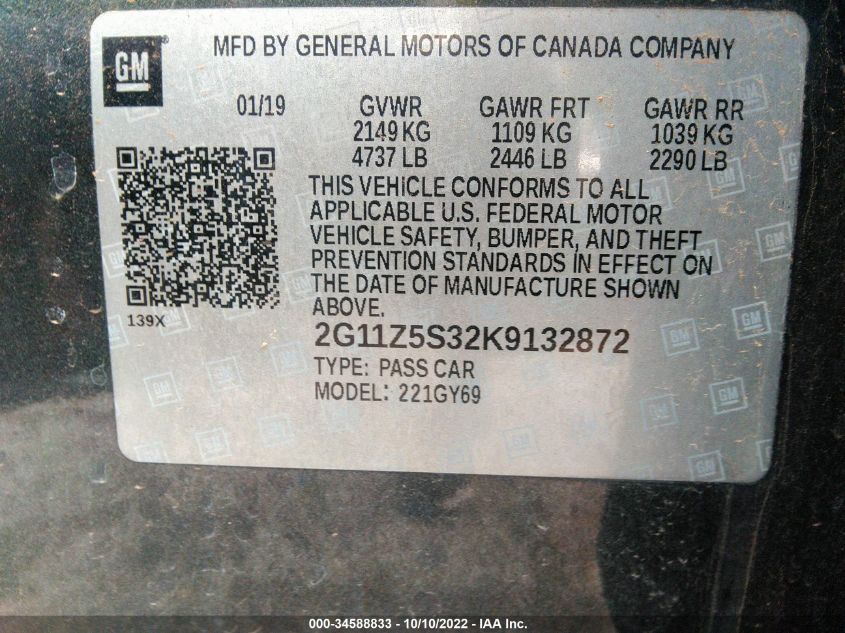 GM
MFD BY GENERAL MOTORS OF CANADA COMPANY
01/19 GVWR GAWR FRT GAWR RR
2149 KG 1109 KG 1039 KG
4737 LB 2446 LB 2290 LB
THIS VEHICLE CONFORMS TO ALL
APPLICABLE U.S. FEDERAL MOTOR
VEHICLE SAFETY, BUMPER, AND THEFT
PREVENTION STANDARDS IN EFFECT ON
THE DATE OF MANUFACTURE SHOWN
ABOVE.
139X
2G11Z5S32K9132872
TYPE: PASS CAR
MODEL: 221GY69
000-34588833 - 10/10/2022 - IAA Inc.